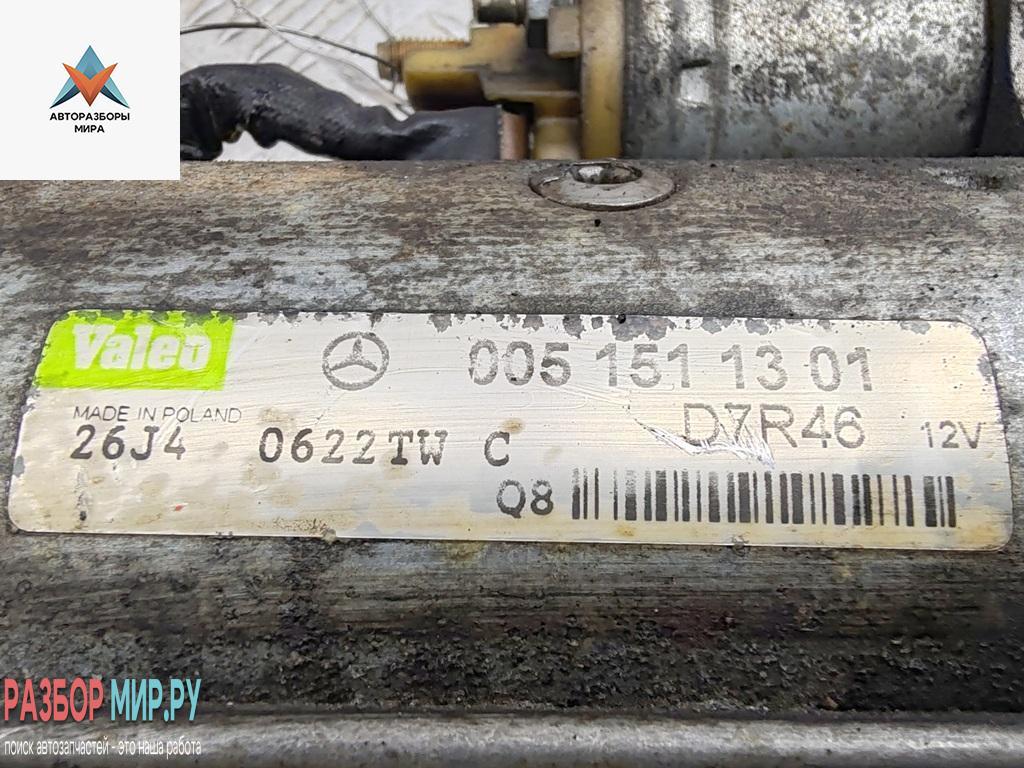 АВТОРАЗБОРЫ
МИРА
Valeo
005 151 13 01
MADE IN POLAND
D7R46
12V
26J4 0622TW C
Q8
РАЗБОР МИР.РУ
поиск автозапчастей - это наша работа